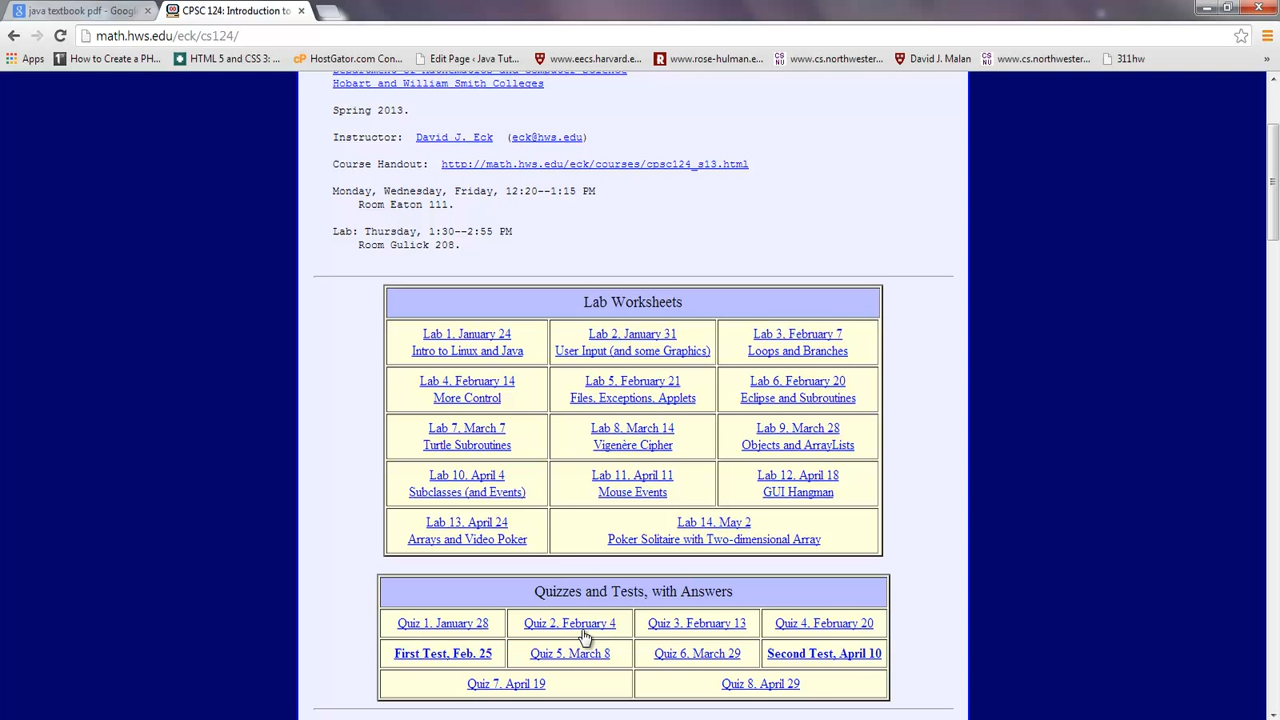 java textbook pdf - Googl
CPSC 124: Introduction to
math.hws.edu/eck/cs124/
Apps
How to Create a PH...
HTML 5 and CSS 3:...
HostGator.com Con...
Edit Page ‹ Java Tut...
www.eecs.harvard.e...
www.rose-hulman.e...
www.cs.northwester...
David J. Malan
www.cs.northwester...
311hw
»
Department of Mathematics and Computer Science
Hobart and William Smith Colleges
Spring 2013.
Instructor: David J. Eck (eck@hws.edu)
Course Handout: http://math.hws.edu/eck/courses/cpsc124_s13.html
Monday, Wednesday, Friday, 12:20--1:15 PM
Room Eaton 111.
Lab: Thursday, 1:30--2:55 PM
Room Gulick 208.
Lab Worksheets
Lab 1, January 24
Intro to Linux and Java
Lab 2, January 31
User Input (and some Graphics)
Lab 3, February 7
Loops and Branches
Lab 4, February 14
More Control
Lab 5, February 21
Files, Exceptions, Applets
Lab 6, February 20
Eclipse and Subroutines
Lab 7, March 7
Turtle Subroutines
Lab 8, March 14
Vigenère Cipher
Lab 9, March 28
Objects and ArrayLists
Lab 10, April 4
Subclasses (and Events)
Lab 11, April 11
Mouse Events
Lab 12, April 18
GUI Hangman
Lab 13, April 24
Arrays and Video Poker
Lab 14, May 2
Poker Solitaire with Two-dimensional Array
Quizzes and Tests, with Answers
Quiz 1, January 28
Quiz 2, February 4
Quiz 3, February 13
Quiz 4, February 20
First Test, Feb. 25
Quiz 5, March 8
Quiz 6, March 29
Second Test, April 10
Quiz 7, April 19
Quiz 8, April 29